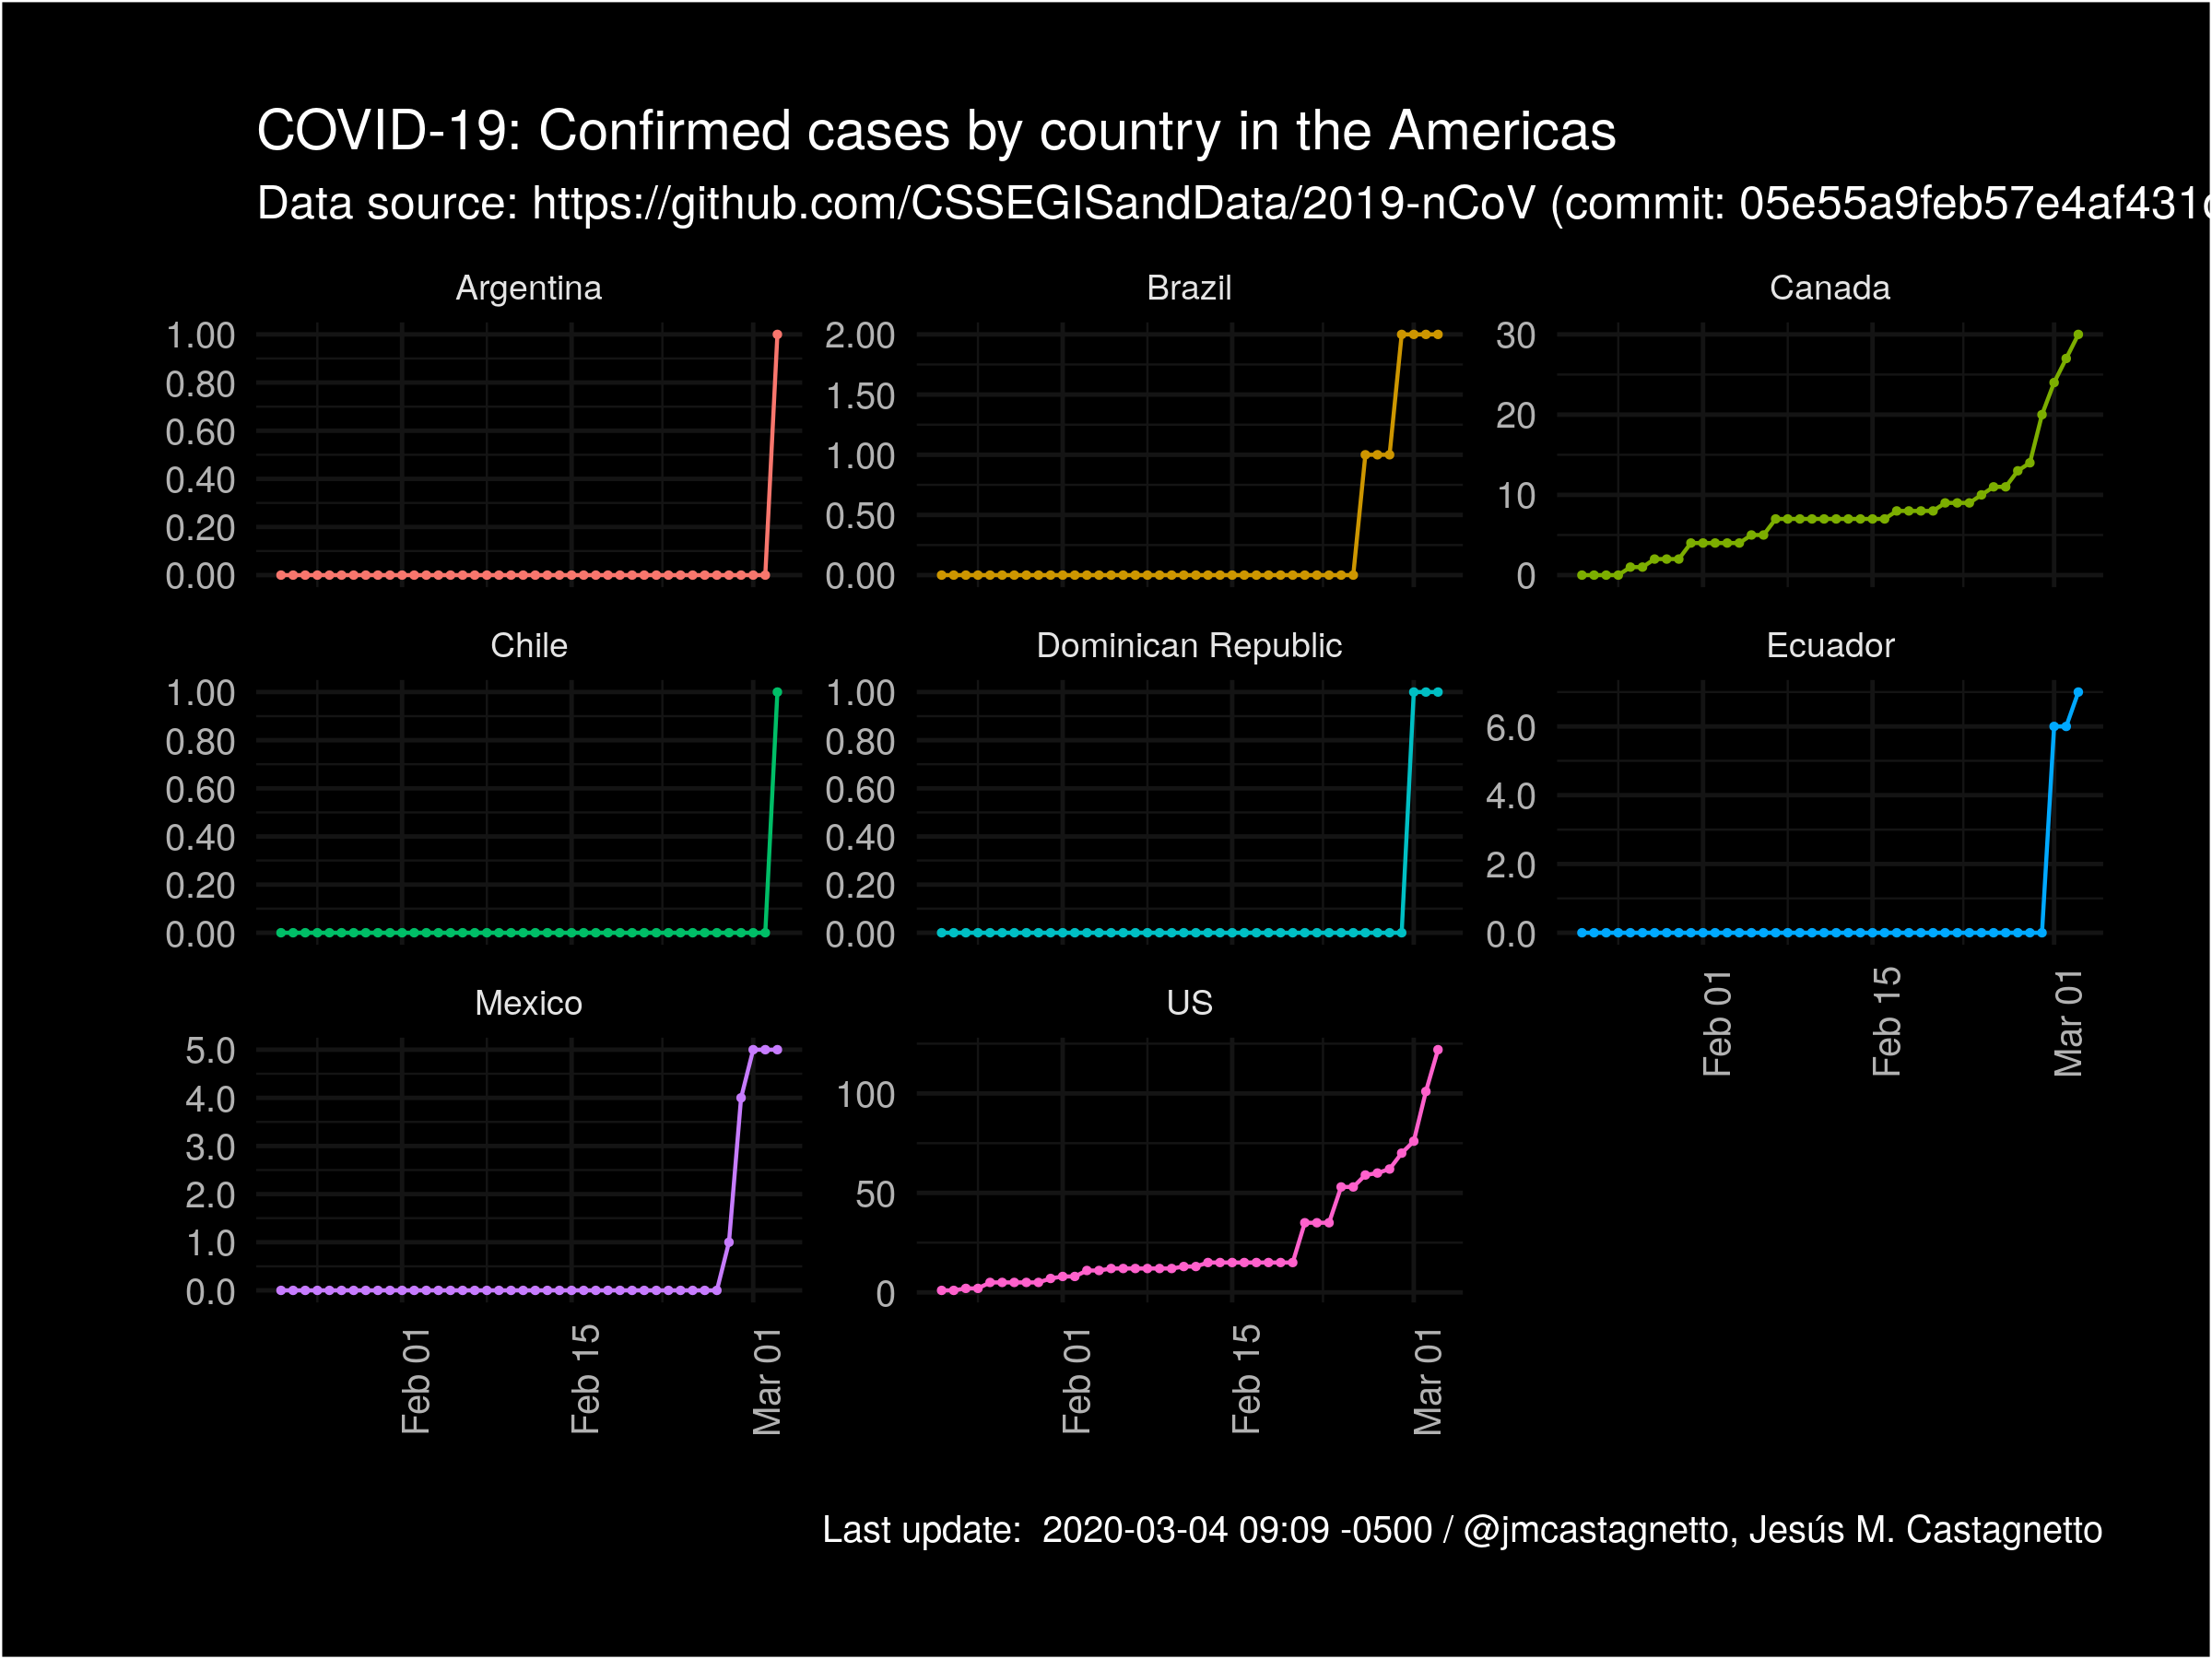 COVID-19: Confirmed cases by country in the Americas
Data source: https://github.com/CSSEGISandData/2019-nCoV (commit: 05e55a9feb57e4af431
Argentina
1.00
0.80
0.60
0.40
0.20
0.00
Brazil
2.00
1.50
1.00
0.50
0.00
Canada
30
20
10
0
Chile
1.00
0.80
0.60
0.40
0.20
0.00
Dominican Republic
1.00
0.80
0.60
0.40
0.20
0.00
Ecuador
6.0
4.0
2.0
0.0
Feb 01
Feb 15
Mar 01
Mexico
5.0
4.0
3.0
2.0
1.0
0.0
Feb 01
Feb 15
Mar 01
US
100
50
0
Feb 01
Feb 15
Mar 01
Last update:  2020-03-04 09:09 -0500 / @jmcastagnetto, Jesús M. Castagnetto